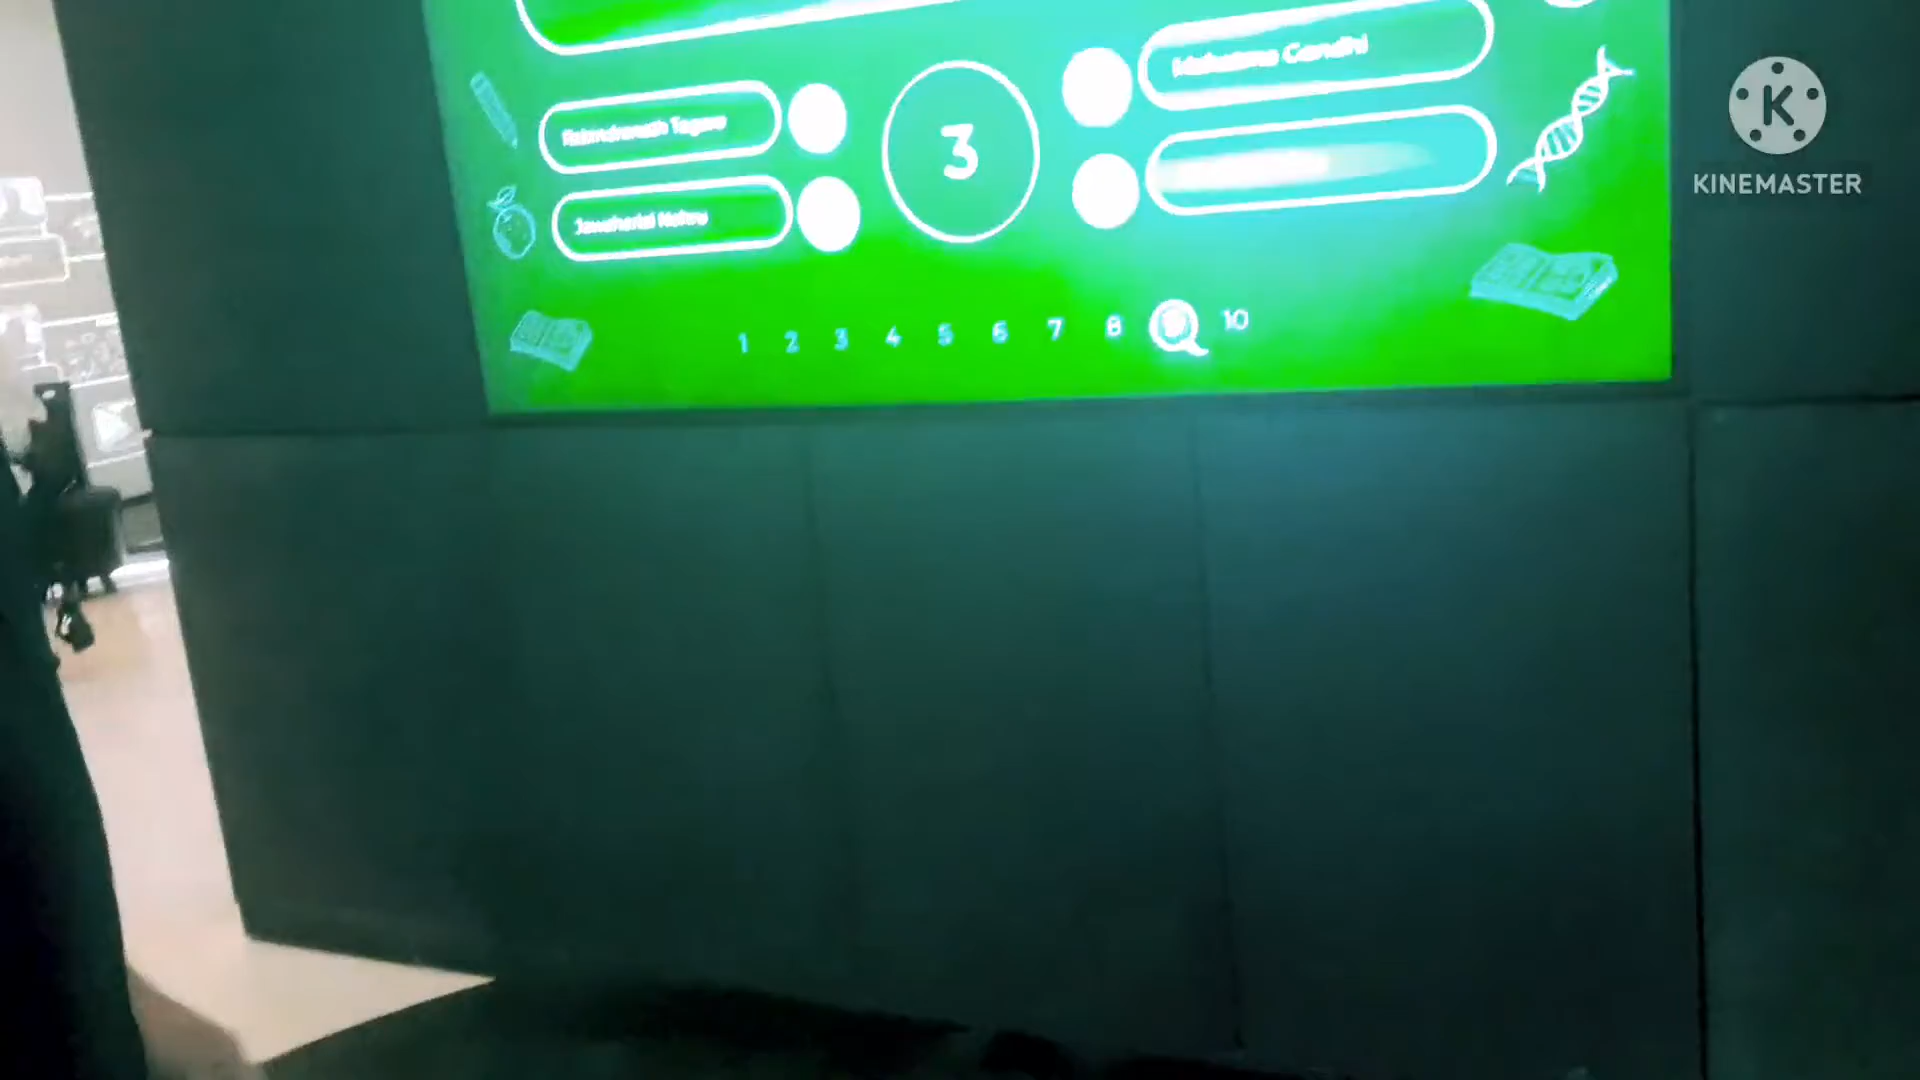 Mahatma Gandhi
Rabindranath Tagore
3
Jawaharlal Nehru
1 2 3 4 5 6 7 8 10
K
KINEMASTER